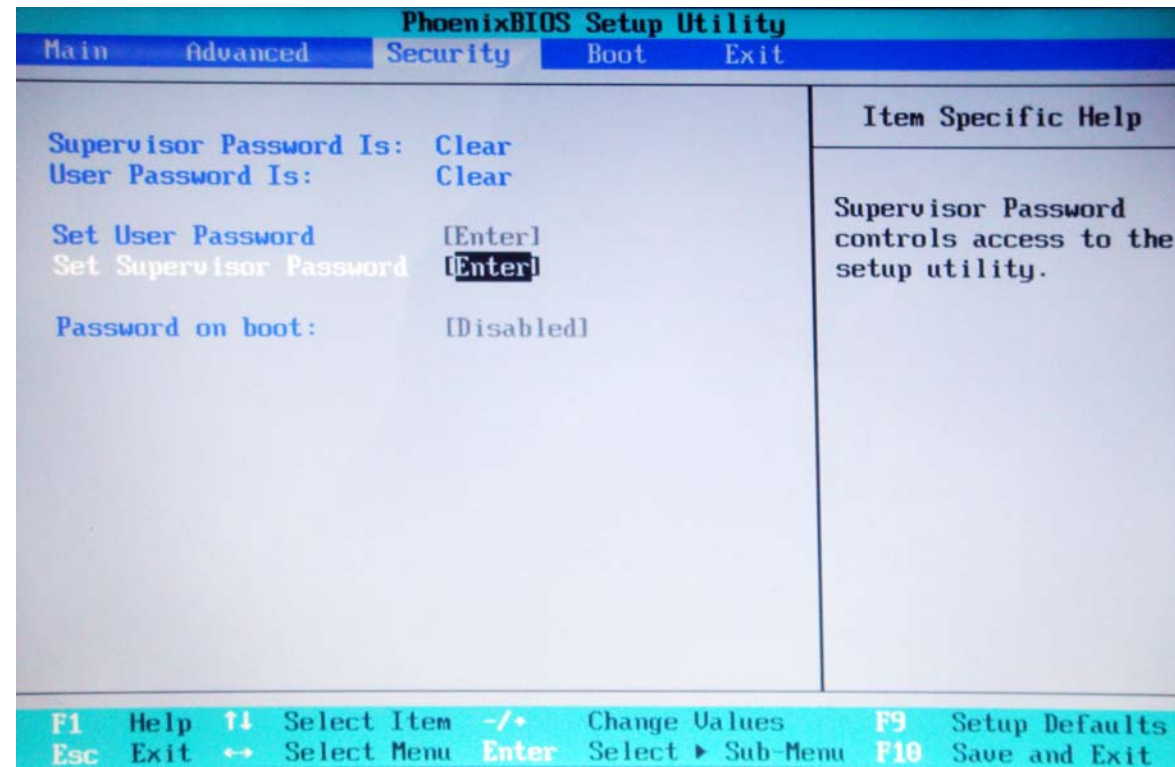 PhoenixBIOS Setup Utility
Main Advanced Security Boot Exit
Item Specific Help
Supervisor Password Is: Clear
User Password Is: Clear
Set User Password [Enter]
Set Supervisor Password [Enter]
Password on boot: [Disabled]
Supervisor Password
controls access to the
setup utility.
F1 Help ↑↓ Select Item -/+ Change Values F9 Setup Defaults
Esc Exit ↔ Select Menu Enter Select ▶ Sub-Menu F10 Save and Exit